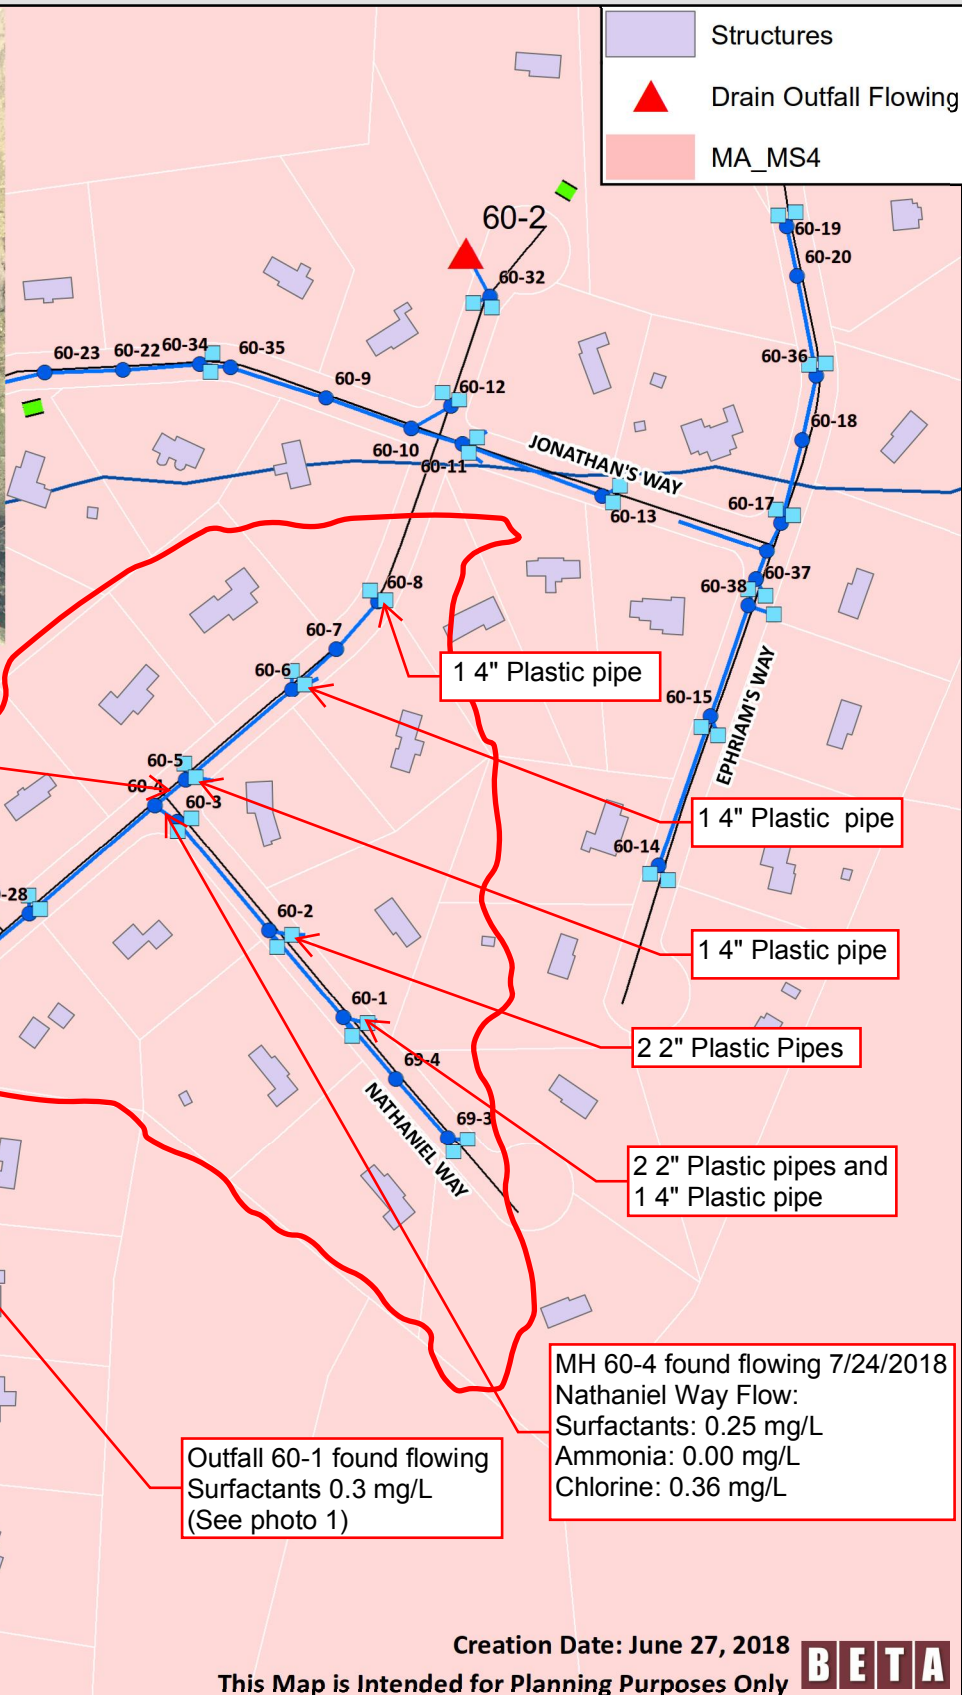 Structures
Drain Outfall Flowing
MA_MS4
60-2
60-19
60-20
60-32
60-23
60-22
60-34
60-35
60-36
60-9
60-12
60-18
60-10
60-11
JONATHAN'S WAY
60-13
60-17
60-8
60-37
60-38
60-7
60-6
1 4" Plastic pipe
60-15
EPHRIAM'S WAY
60-5
60-4
60-3
1 4" Plastic pipe
60-14
-28
60-2
1 4" Plastic pipe
60-1
2 2" Plastic Pipes
69-4
NATHANIEL WAY
69-3
2 2" Plastic pipes and
1 4" Plastic pipe
MH 60-4 found flowing 7/24/2018
Nathaniel Way Flow:
Surfactants: 0.25 mg/L
Ammonia: 0.00 mg/L
Chlorine: 0.36 mg/L
Outfall 60-1 found flowing
Surfactants 0.3 mg/L
(See photo 1)
Creation Date: June 27, 2018
This Map is Intended for Planning Purposes Only
BETA